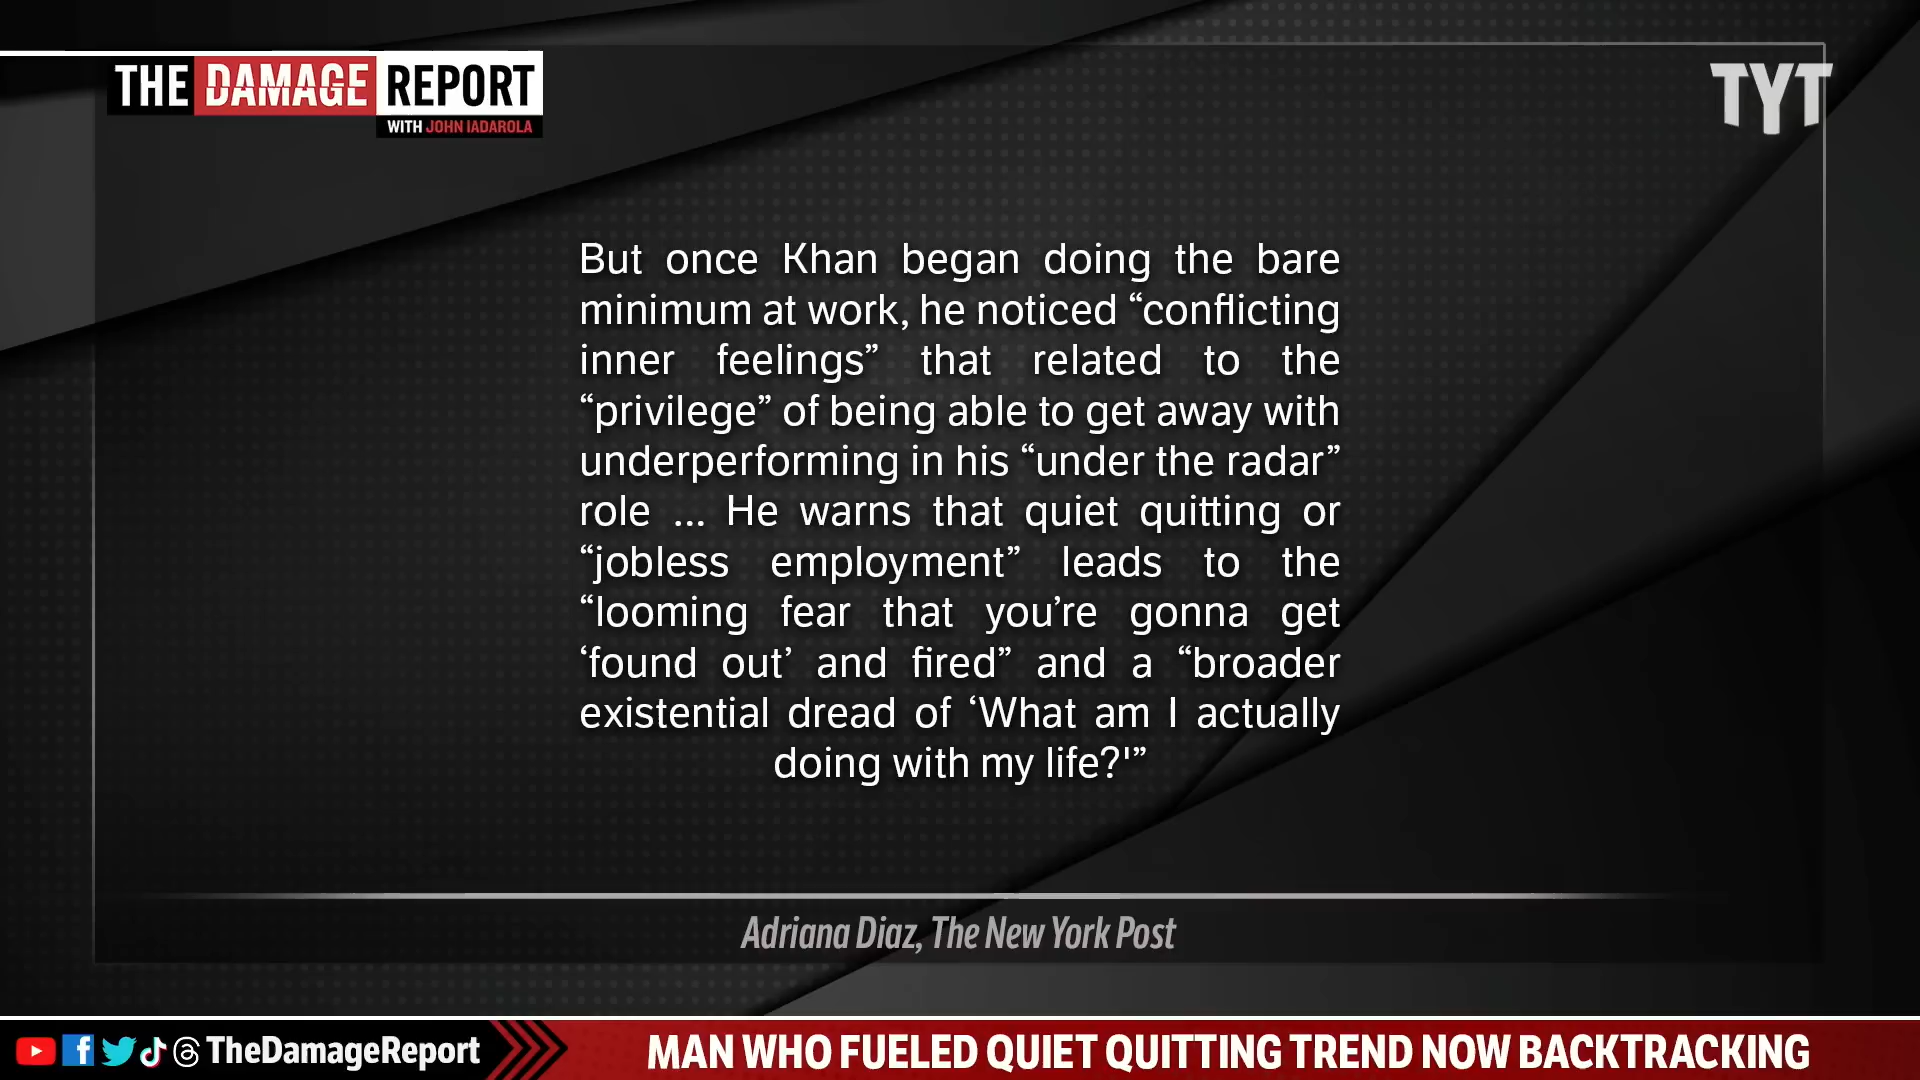 THE DAMAGE REPORT
WITH JOHN IADAROLA
TYT
But once Khan began doing the bare
minimum at work, he noticed “conflicting
inner feelings” that related to the
“privilege” of being able to get away with
underperforming in his “under the radar”
role ... He warns that quiet quitting or
“jobless employment” leads to the
“looming fear that you’re gonna get
‘found out’ and fired” and a “broader
existential dread of ‘What am I actually
doing with my life?'”
Adriana Diaz, The New York Post
TheDamageReport
MAN WHO FUELED QUIET QUITTING TREND NOW BACKTRACKING